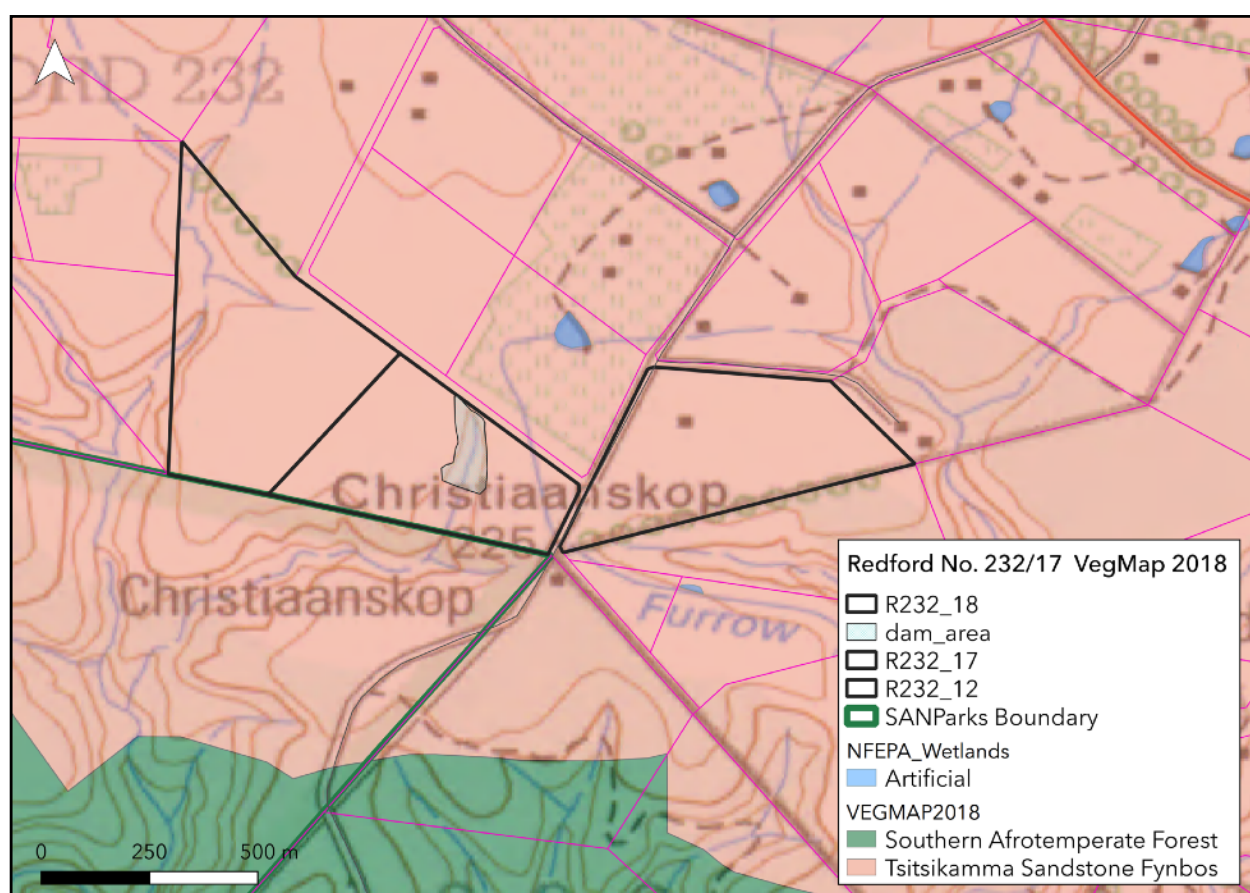 232
Christiaanskop
225
Christiaanskop
Furrow
Redford No. 232/17 VegMap 2018
R232_18
dam_area
R232_17
R232_12
SANParks Boundary
NFEPA_Wetlands
Artificial
VEGMAP2018
Southern Afrotemperate Forest
Tsitsikamma Sandstone Fynbos
0 250 500 m